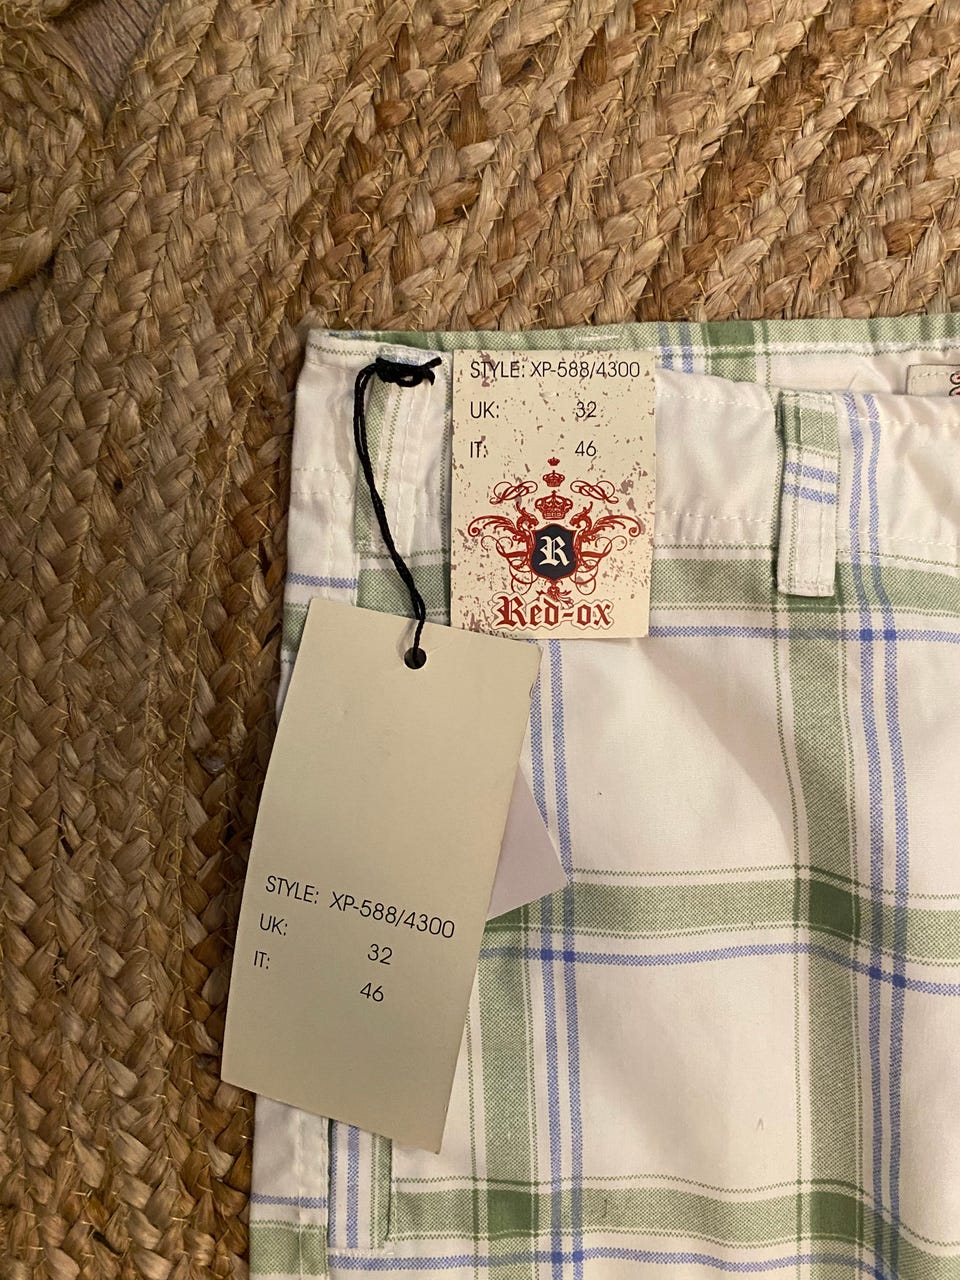 STYLE: XP-588/4300
UK: 32
IT: 46
R
Red-ox
STYLE: XP-588/4300
UK: 32
IT: 46